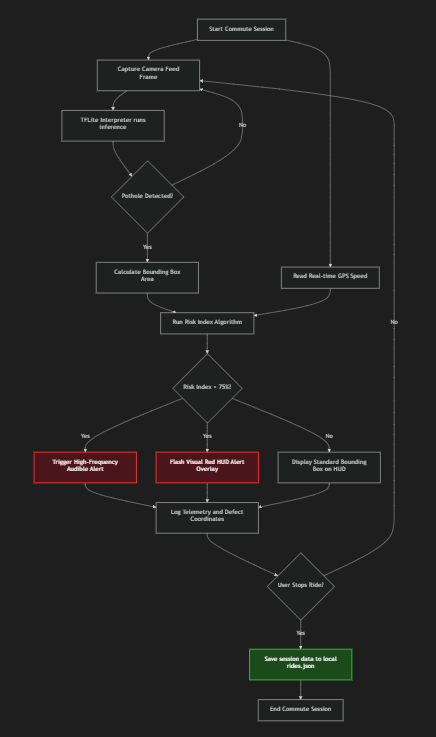 Start Commute Session
Capture Camera Feed
Frame
TFLite Interpreter runs
inference
No
Pothole Detected?
Yes
Calculate Bounding Box
Area
Read Real-time GPS Speed
Run Risk Index Algorithm
No
Risk Index > 75%?
Yes
Yes
No
Trigger High-Frequency
Audible Alert
Flash Visual Red HUD Alert
Overlay
Display Standard Bounding
Box on HUD
Log Telemetry and Defect
Coordinates
User Stops Ride?
Yes
Save session data to local
rides.json
End Commute Session